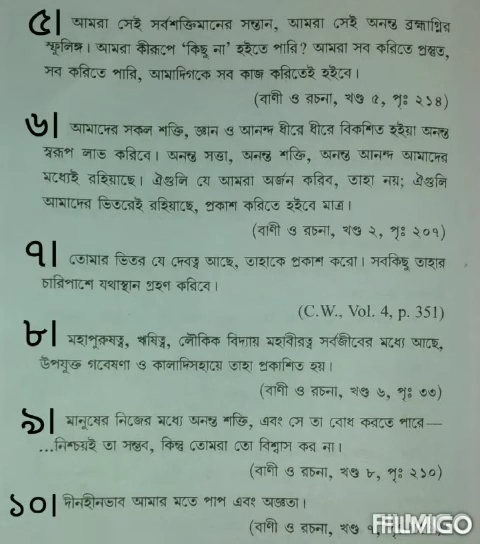 ৫| আমরা সেই সর্বশক্তিমানের সন্তান, আমরা সেই অনন্ত ব্রহ্মাগ্নির
স্ফুলিঙ্গ। আমরা কীরূপে ‘কিছু না’ হইতে পারি? আমরা সব করিতে প্রস্তুত,
সব করিতে পারি, আমাদিগকে সব কাজ করিতেই হইবে।
(বাণী ও রচনা, খণ্ড ৫, পৃঃ ২১৪)
৬| আমাদের সকল শক্তি, জ্ঞান ও আনন্দ ধীরে ধীরে বিকশিত হইয়া অনন্ত
স্বরূপ লাভ করিবে। অনন্ত সত্তা, অনন্ত শক্তি, অনন্ত আনন্দ আমাদের
মধ্যেই রহিয়াছে। ঐগুলি যে আমরা অর্জন করিব, তাহা নয়; ঐগুলি
আমাদের ভিতরেই রহিয়াছে, প্রকাশ করিতে হইবে মাত্র।
(বাণী ও রচনা, খণ্ড ২, পৃঃ ২০৭)
৭| তোমার ভিতর যে দেবত্ব আছে, তাহাকে প্রকাশ করো। সবকিছু তাহার
চারিপাশে যথাস্থান গ্রহণ করিবে।
(C.W., Vol. 4, p. 351)
৮| মহাপুরুষত্ব, ঋষিত্ব, লৌকিক বিদ্যায় মহাবীরত্ব সর্বজীবের মধ্যে আছে,
উপযুক্ত গবেষণা ও কালাদিসহায়ে তাহা প্রকাশিত হয়।
(বাণী ও রচনা, খণ্ড ৬, পৃঃ ৩৩)
৯| মানুষের নিজের মধ্যে অনন্ত শক্তি, এবং সে তা বোধ করতে পারে—
...নিশ্চয়ই তা সম্ভব, কিন্তু তোমরা তো বিশ্বাস কর না।
(বাণী ও রচনা, খণ্ড ৮, পৃঃ ২১০)
১০| দীনহীনভাব আমার মতে পাপ এবং অজ্ঞতা।
(বাণী ও রচনা, খণ্ড
FILMIGO